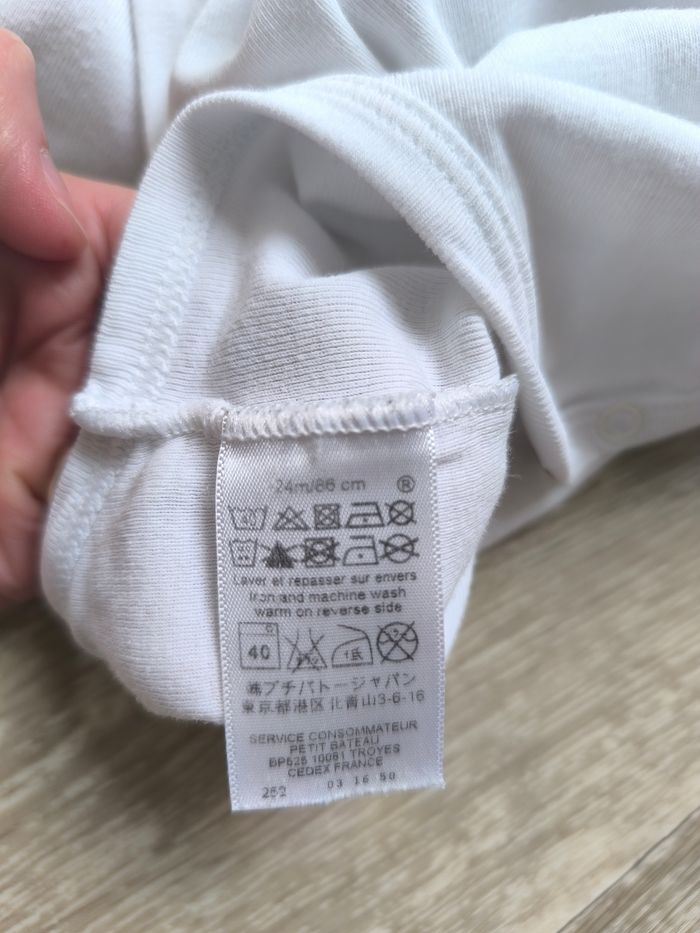 24m/86 cm ®
40
Laver et repasser sur envers
Iron and machine wash
warm on reverse side
40 C
㈱プチバトージャパン
東京都港区北青山3-6-16
SERVICE CONSOMMATEUR
PETIT BATEAU
BP525 10081 TROYES
CEDEX FRANCE
03 16 50